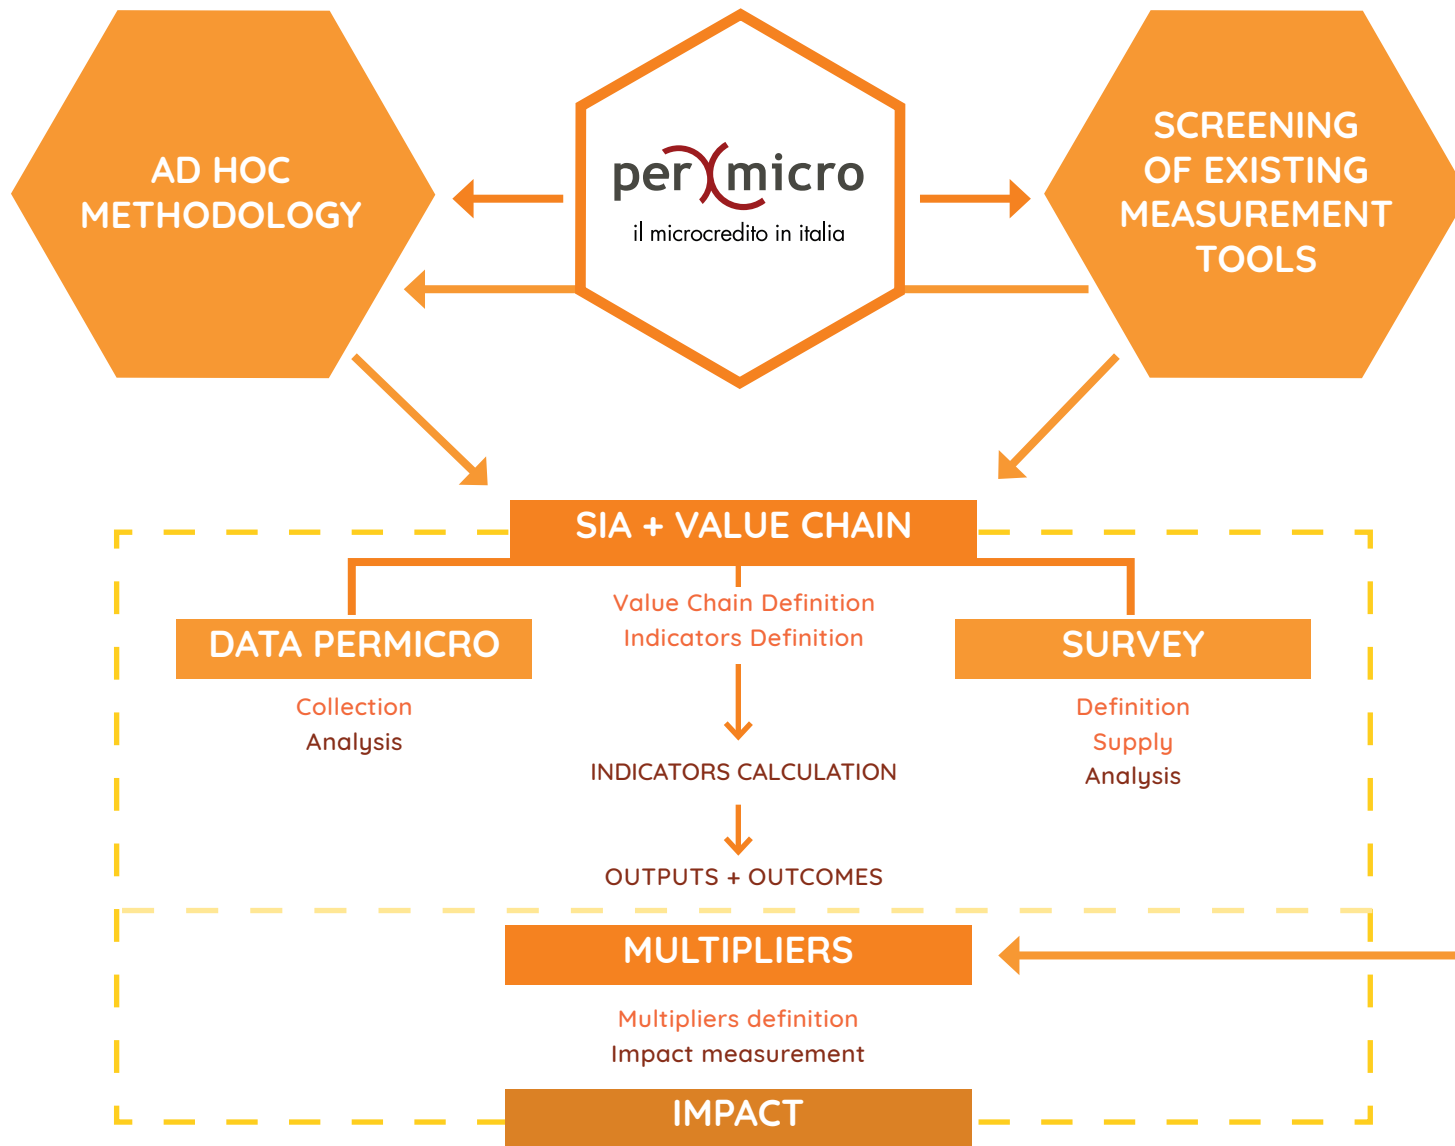 AD HOC
METHODOLOGY
per micro
il microcredito in italia
SCREENING
OF EXISTING
MEASUREMENT
TOOLS
SIA + VALUE CHAIN
DATA PERMICRO
Collection
Analysis
Value Chain Definition
Indicators Definition
INDICATORS CALCULATION
OUTPUTS + OUTCOMES
SURVEY
Definition
Supply
Analysis
MULTIPLIERS
Multipliers definition
Impact measurement
IMPACT